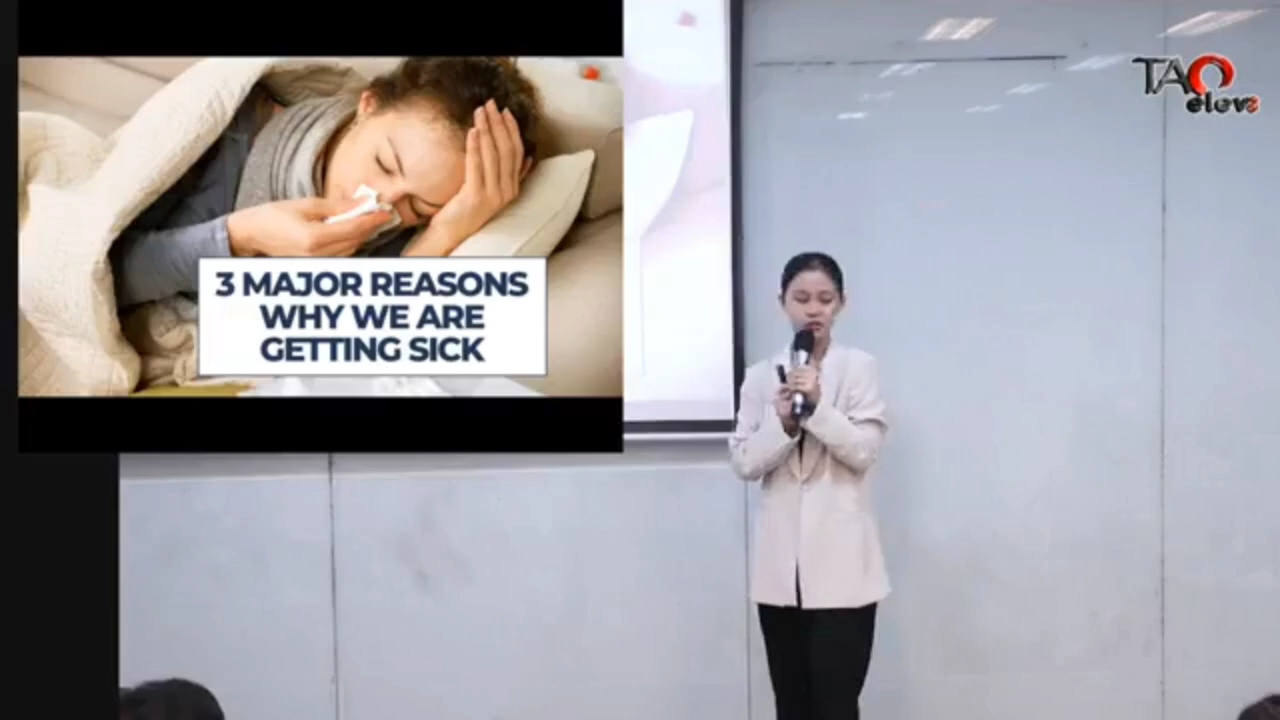 3 MAJOR REASONS
WHY WE ARE
GETTING SICK
TAO
eleve